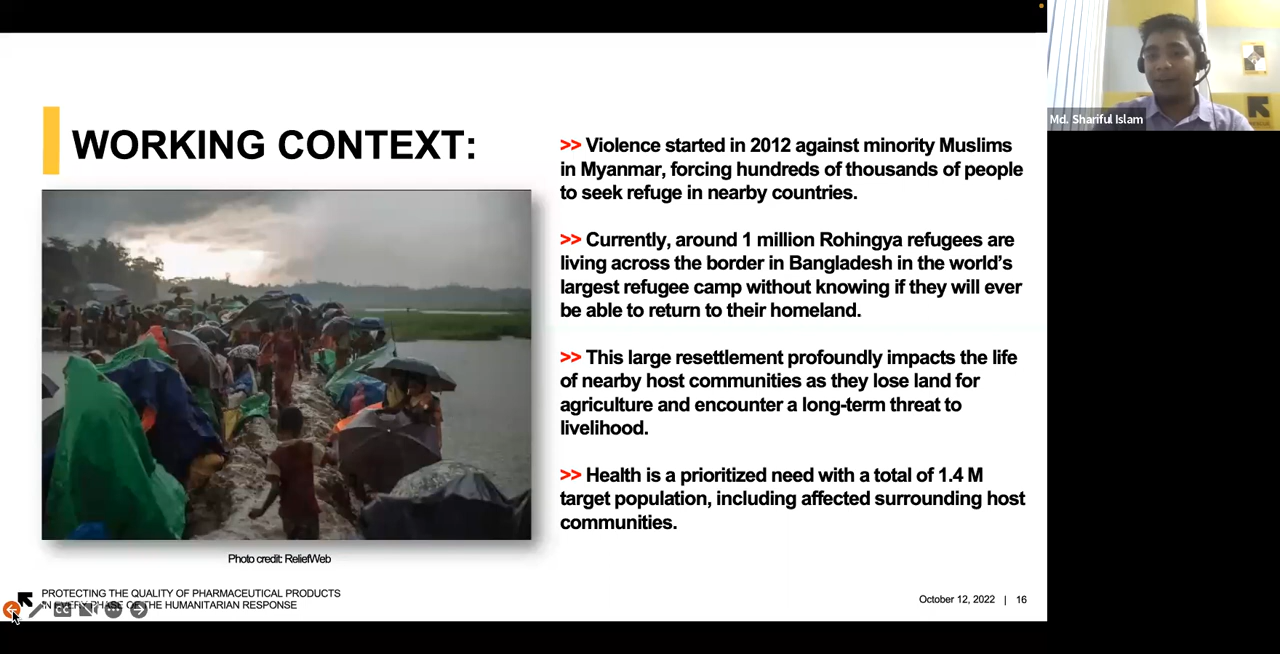 Md. Shariful Islam
WORKING CONTEXT:
>> Violence started in 2012 against minority Muslims
in Myanmar, forcing hundreds of thousands of people
to seek refuge in nearby countries.
>> Currently, around 1 million Rohingya refugees are
living across the border in Bangladesh in the world's
largest refugee camp without knowing if they will ever
be able to return to their homeland.
>> This large resettlement profoundly impacts the life
of nearby host communities as they lose land for
agriculture and encounter a long-term threat to
livelihood.
>> Health is a prioritized need with a total of 1.4 M
target population, including affected surrounding host
communities.
Photo credit: ReliefWeb
PROTECTING THE QUALITY OF PHARMACEUTICAL PRODUCTS
IN EVERY PHASE OF THE HUMANITARIAN RESPONSE
CC
October 12, 2022 | 16